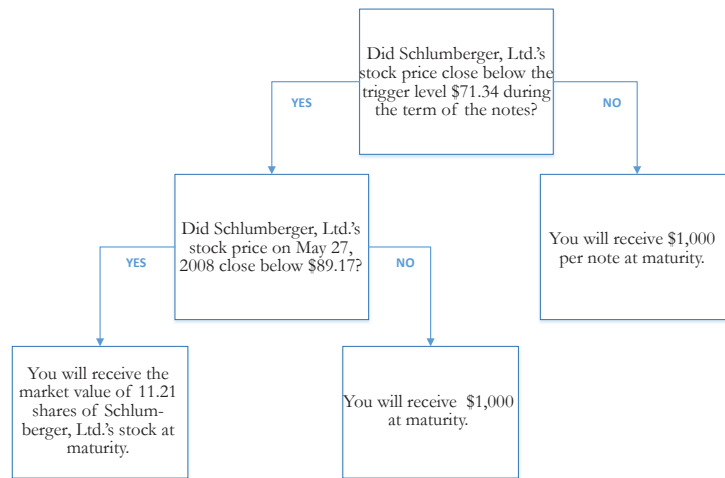 Did Schlumberger, Ltd.'s
stock price close below the
trigger level $71.34 during
the term of the notes?
YES
NO
Did Schlumberger, Ltd.'s
stock price on May 27,
2008 close below $89.17?
You will receive $1,000
per note at maturity.
YES
NO
You will receive the
market value of 11.21
shares of Schlum-
berger, Ltd.'s stock at
maturity.
You will receive $1,000
at maturity.